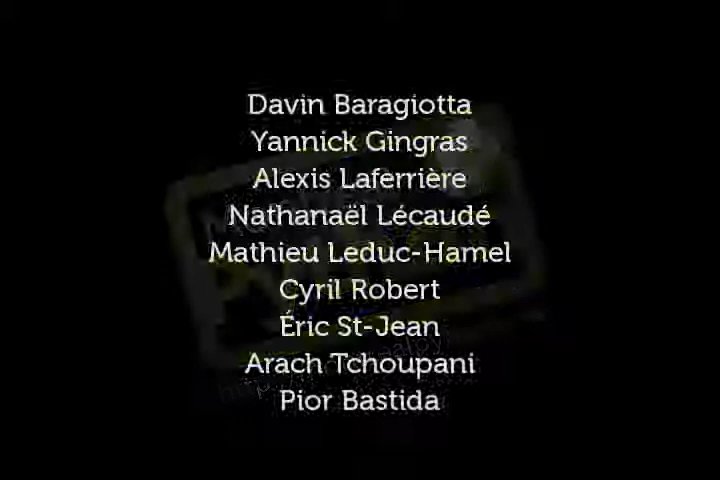 Davin Baragiotta
Yannick Gingras
Alexis Laferrière
Nathanaël Lécaudé
Mathieu Leduc-Hamel
Cyril Robert
Éric St-Jean
Arach Tchoupani
Pior Bastida